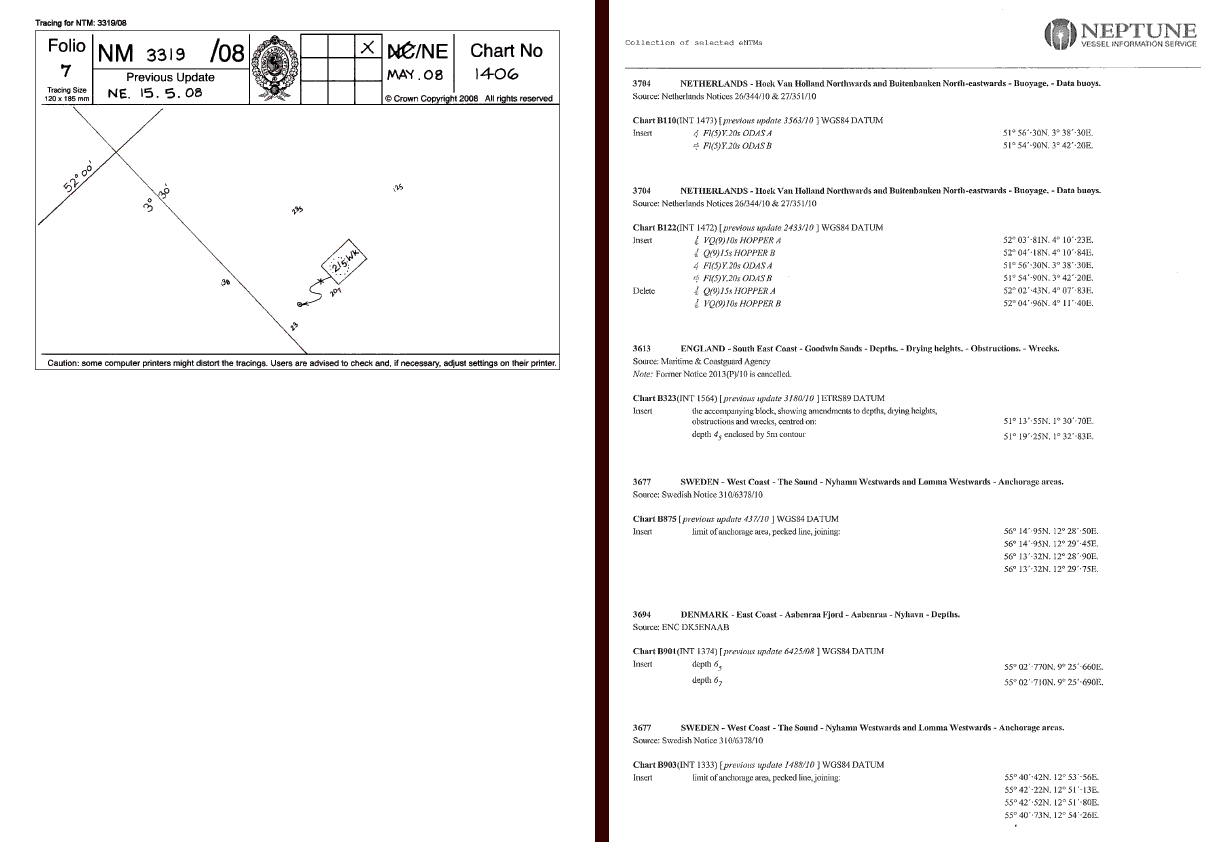 Tracing for NTM: 3319/08
Folio
7
Tracing Size
120 x 185 mm
NM 3319 /08
Previous Update
NE. 15.5.08
X
NC/NE
MAY.08
© Crown Copyright 2008 All rights reserved
Chart No
1406
52° 00'
3° 30'
38
23
Caution: some computer printers might distort the tracings. Users are advised to check and, if necessary, adjust settings on their printer.
NEPTUNE
VESSEL INFORMATION SERVICE
Collection of selected eNTMs
3704 NETHERLANDS - Hoek Van Holland Northwards and Buitenbanken North-eastwards - Buoyage. - Data buoys.
Source: Netherlands Notices 26/344/10 & 27/351/10
Chart B110(INT 1473) [ previous update 3563/10 ] WGS84 DATUM
Insert Fl(5)Y.20s ODAS A 51° 56´·30N. 3° 38´·30E.
Fl(5)Y.20s ODAS B 51° 54´·90N. 3° 42´·20E.
3704 NETHERLANDS - Hoek Van Holland Northwards and Buitenbanken North-eastwards - Buoyage. - Data buoys.
Source: Netherlands Notices 26/344/10 & 27/351/10
Chart B122(INT 1472) [ previous update 2433/10 ] WGS84 DATUM
Insert VQ(9)10s HOPPER A 52° 03´·81N. 4° 10´·23E.
Q(9)15s HOPPER B 52° 04´·18N. 4° 10´·84E.
Fl(5)Y.20s ODAS A 51° 56´·30N. 3° 38´·30E.
Fl(5)Y.20s ODAS B 51° 54´·90N. 3° 42´·20E.
Delete Q(9)15s HOPPER A 52° 02´·43N. 4° 07´·83E.
VQ(9)10s HOPPER B 52° 04´·96N. 4° 11´·40E.
3613 ENGLAND - South East Coast - Goodwin Sands - Depths. - Drying heights. - Obstructions. - Wrecks.
Source: Maritime & Coastguard Agency
Note: Former Notice 2013(P)/10 is cancelled.
Chart B323(INT 1564) [ previous update 3180/10 ] ETRS89 DATUM
Insert the accompanying block, showing amendments to depths, drying heights,
obstructions and wrecks, centred on: 51° 13´·55N. 1° 30´·70E.
depth 4₅ enclosed by 5m contour 51° 19´·25N. 1° 32´·83E.
3677 SWEDEN - West Coast - The Sound - Nyhamn Westwards and Lomma Westwards - Anchorage areas.
Source: Swedish Notice 310/6378/10
Chart B875 [ previous update 437/10 ] WGS84 DATUM
Insert limit of anchorage area, pecked line, joining: 56° 14´·95N. 12° 28´·50E.
56° 14´·95N. 12° 29´·45E.
56° 13´·32N. 12° 28´·90E.
56° 13´·32N. 12° 29´·75E.
3694 DENMARK - East Coast - Aabenraa Fjord - Aabenraa - Nyhavn - Depths.
Source: ENC DK5ENAAB
Chart B901(INT 1374) [ previous update 6425/08 ] WGS84 DATUM
Insert depth 6₅ 55° 02´·770N. 9° 25´·660E.
depth 6₇ 55° 02´·710N. 9° 25´·690E.
3677 SWEDEN - West Coast - The Sound - Nyhamn Westwards and Lomma Westwards - Anchorage areas.
Source: Swedish Notice 310/6378/10
Chart B903(INT 1333) [ previous update 1488/10 ] WGS84 DATUM
Insert limit of anchorage area, pecked line, joining: 55° 40´·42N. 12° 53´·56E.
55° 42´·22N. 12° 51´·13E.
55° 42´·52N. 12° 51´·80E.
55° 40´·73N. 12° 54´·26E.